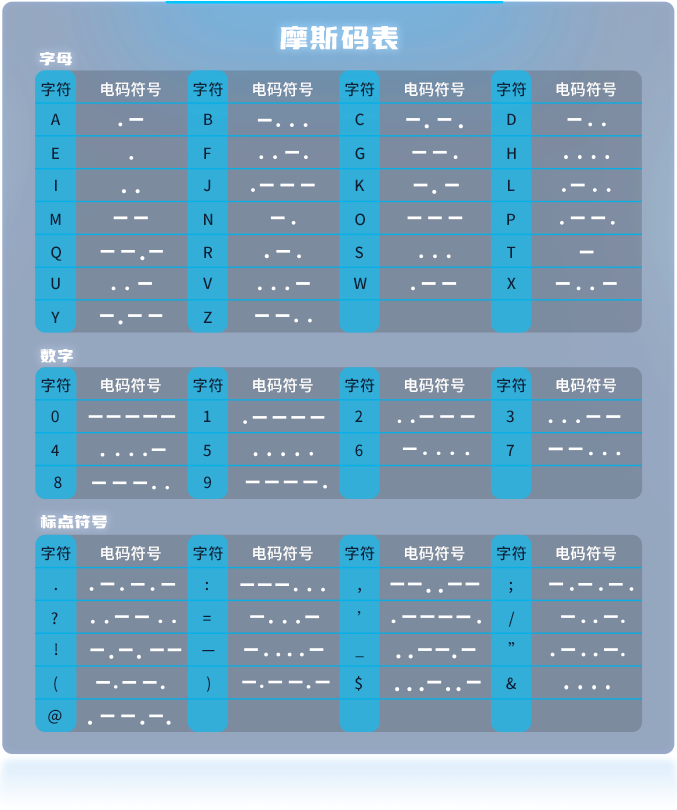 摩斯码表
字母
字符 电码符号 字符 电码符号 字符 电码符号 字符 电码符号
A .- B -... C -.-. D -..
E . F ..-. G --. H ....
I .. J .--- K -.- L .-..
M -- N -. O --- P .--.
Q --.- R .-. S ... T -
U ..- V ...- W .-- X -..-
Y -.-- Z --..
数字
字符 电码符号 字符 电码符号 字符 电码符号 字符 电码符号
0 ----- 1 .---- 2 ..--- 3 ...--
4 ....- 5 ..... 6 -.... 7 --...
8 ---.. 9 ----.
标点符号
字符 电码符号 字符 电码符号 字符 电码符号 字符 电码符号
. .-.-.- : ---... , --..-- ; -.-.-.
? ..--.. = -...- ’ .----. / -..-.
! -.-.-- — -....- _ ..--.- ” .-..-.
( -.--. ) -.--.- $ ...-..- & ....
@ .--.-.